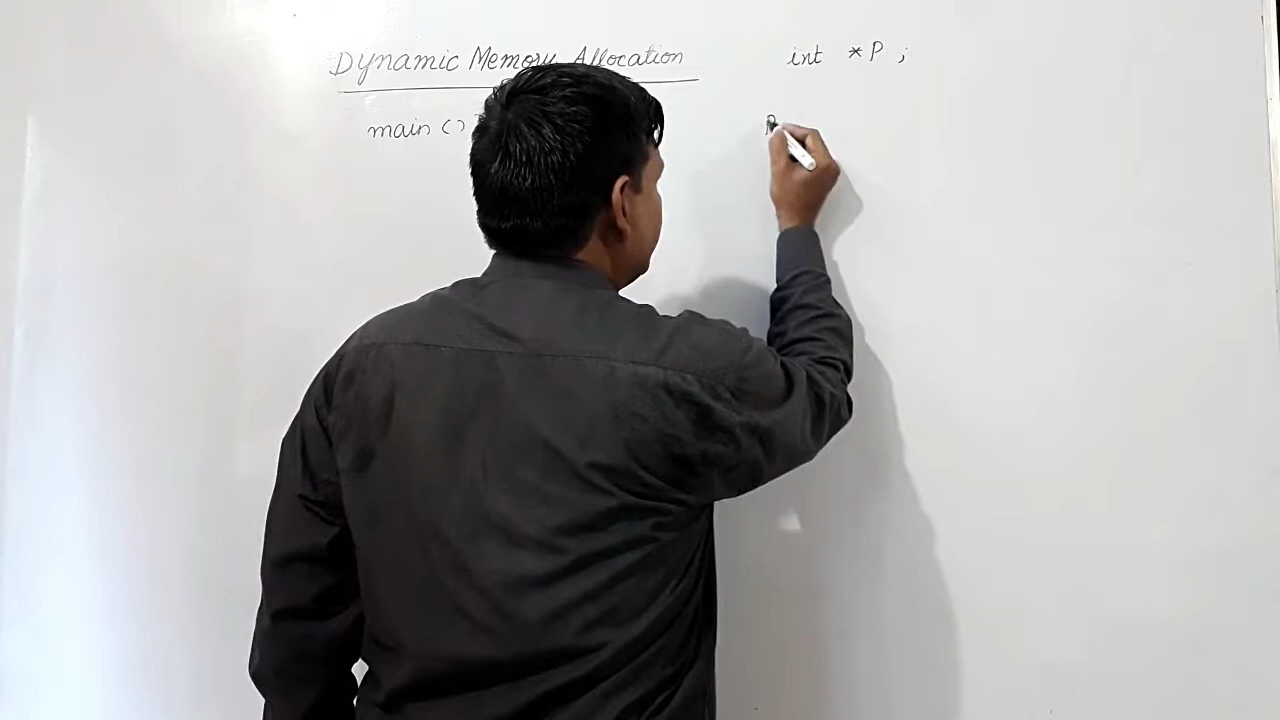 Dynamic Memory Allocation
int *P ;
main ()
P